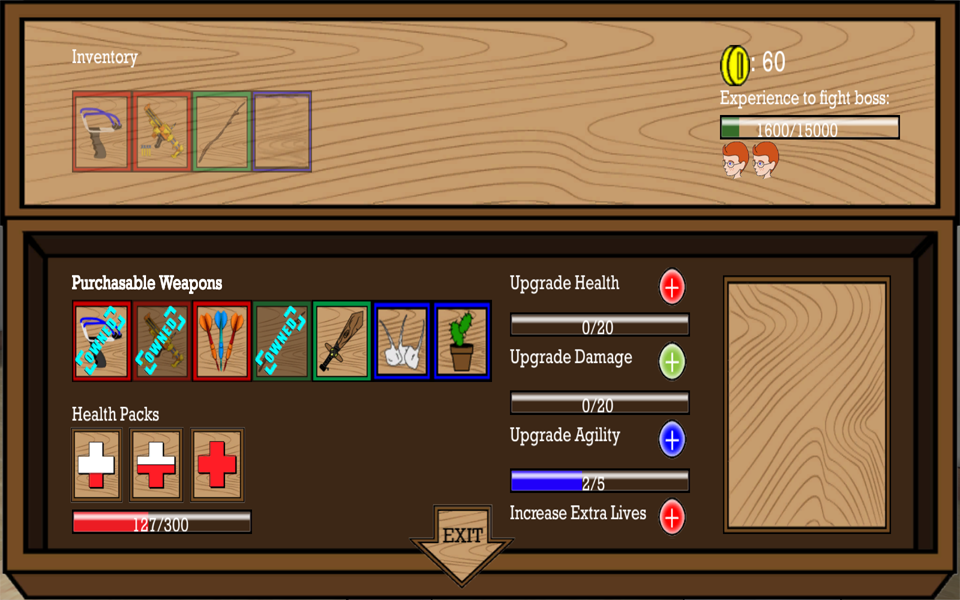 Inventory
: 60
Experience to fight boss:
1600/15000
Purchasable Weapons
OWNED
OWNED
OWNED
Health Packs
127/300
Upgrade Health
0/20
Upgrade Damage
0/20
Upgrade Agility
2/5
Increase Extra Lives
EXIT